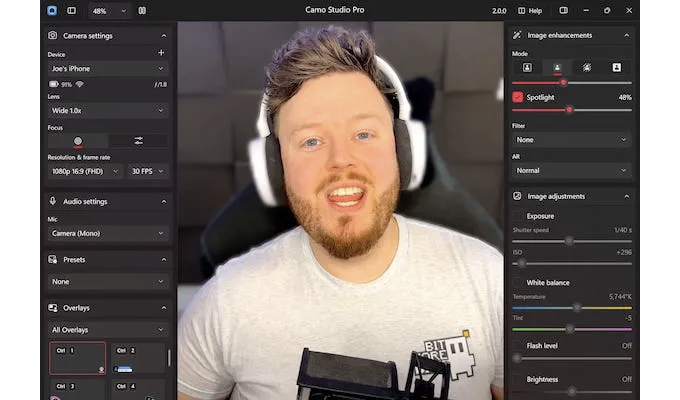 48%
Camo Studio Pro
2.0.0
Help
Camera settings
Device
Joe's iPhone
91%
ƒ/1.8
Lens
Wide 1.0x
Focus
Resolution & frame rate
1080p 16:9 (FHD)
30 FPS
Audio settings
Mic
Camera (Mono)
Presets
None
Overlays
All Overlays
Ctrl 1
Ctrl 2
Ctrl 3
Ctrl 4
BIT
Image enhancements
Mode
Spotlight
48%
Filter
None
AR
Normal
Image adjustments
Exposure
Shutter speed
1/40 s
ISO
+296
White balance
Temperature
5,744°K
Tint
-5
Flash level
Off
Brightness
Off